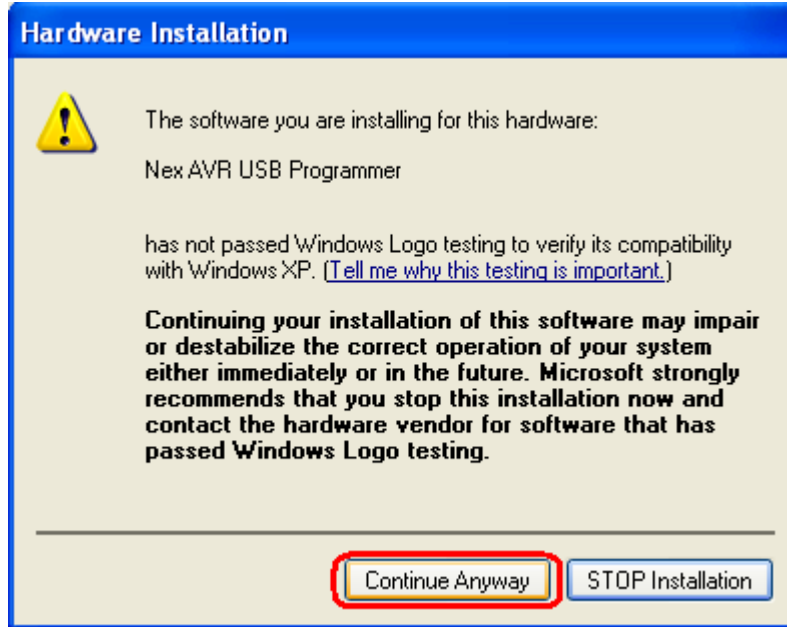 Hardware Installation
The software you are installing for this hardware:
Nex AVR USB Programmer
has not passed Windows Logo testing to verify its compatibility
with Windows XP. (Tell me why this testing is important.)
Continuing your installation of this software may impair
or destabilize the correct operation of your system
either immediately or in the future. Microsoft strongly
recommends that you stop this installation now and
contact the hardware vendor for software that has
passed Windows Logo testing.
Continue Anyway STOP Installation